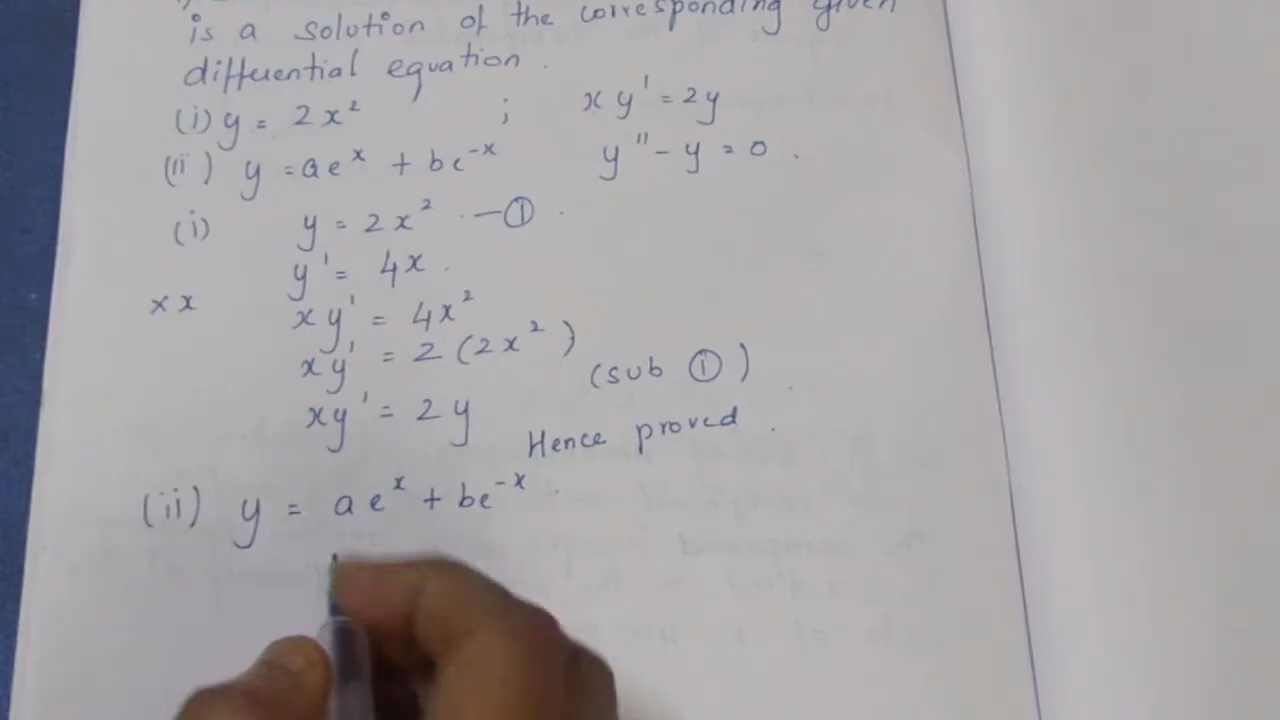 is a solution of the corresponding given
differential equation.
(i) y = 2x² ; xy' = 2y
(ii) y = ae^x + be^-x y'' - y = 0.
(i) y = 2x² - ①.
y' = 4x.
× x xy' = 4x²
xy' = 2(2x²)
(sub ①)
xy' = 2y
Hence proved.
(ii) y = ae^x + be^-x.